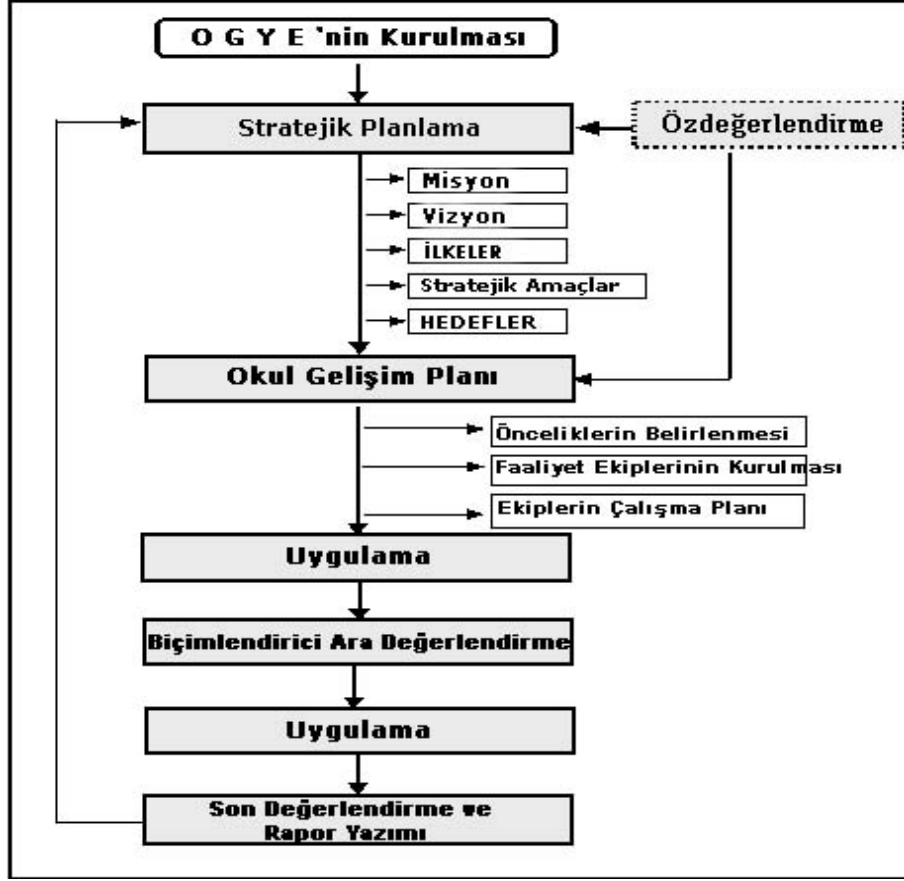 O G Y E 'nin Kurulması
Stratejik Planlama
Özdeğerlendirme
Misyon
Vizyon
İLKELER
Stratejik Amaçlar
HEDEFLER
Okul Gelişim Planı
Önceliklerin Belirlenmesi
Faaliyet Ekiplerinin Kurulması
Ekiplerin Çalışma Planı
Uygulama
Biçimlendirici Ara Değerlendirme
Uygulama
Son Değerlendirme ve
Rapor Yazımı